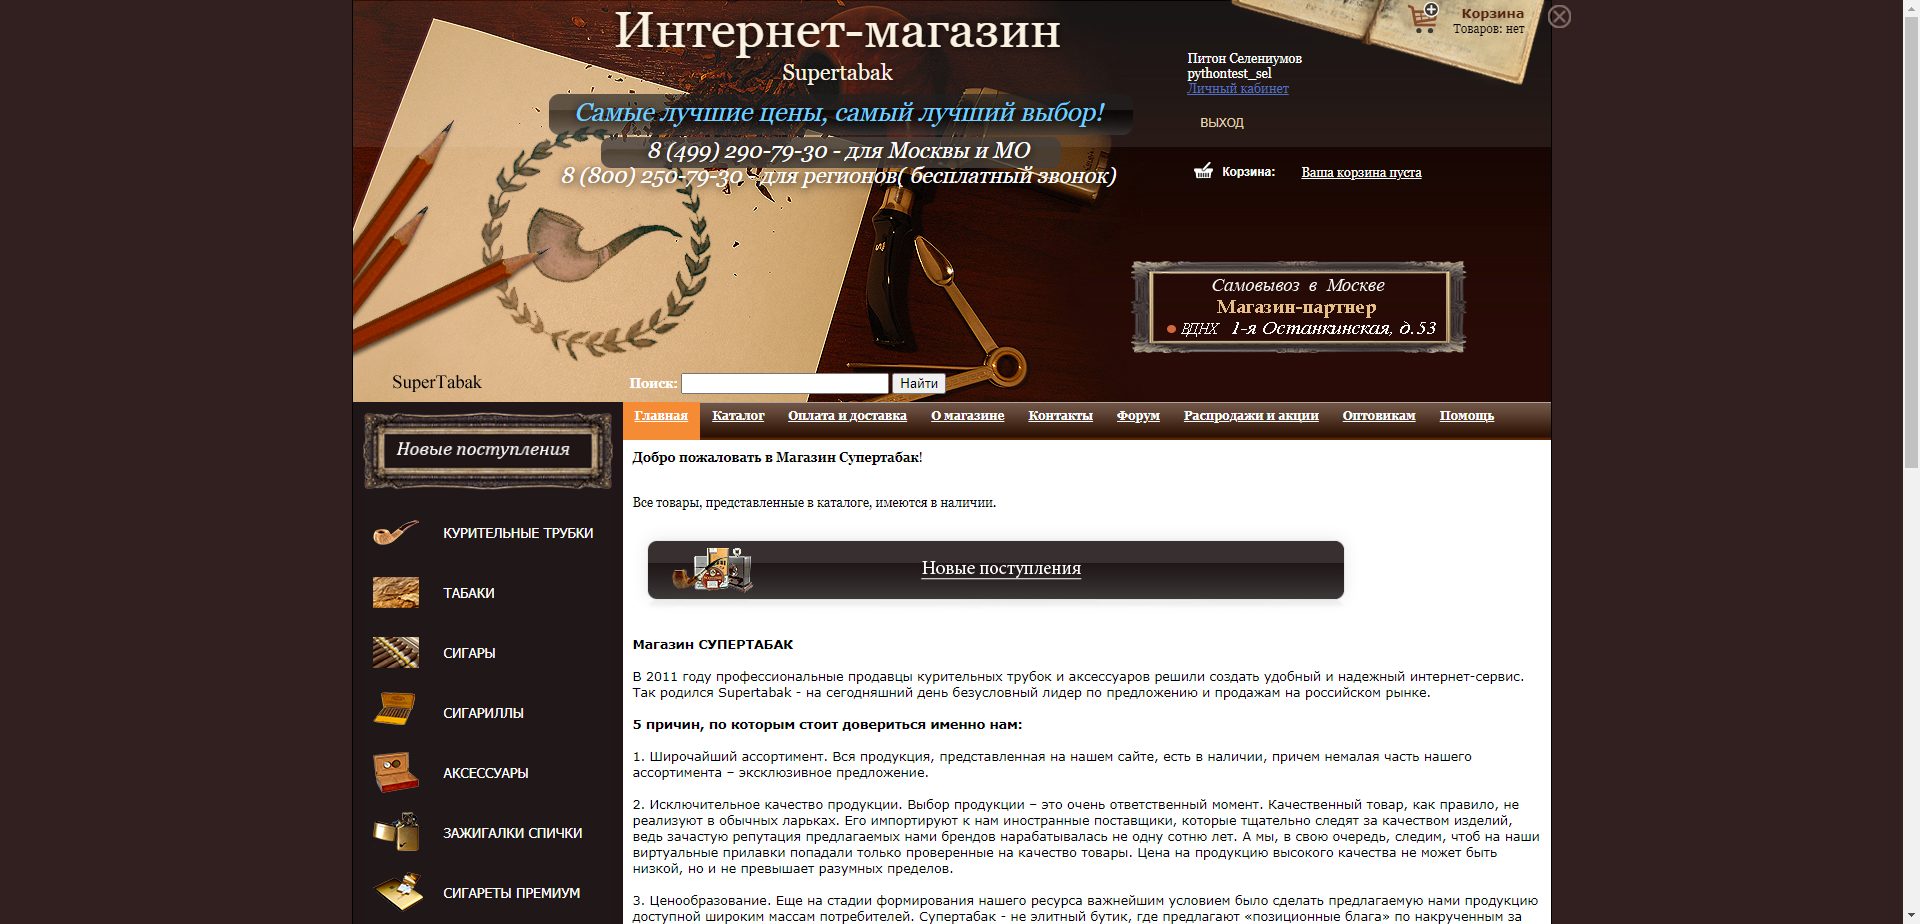 Интернет-магазин
Supertabak
Самые лучшие цены, самый лучший выбор!
8 (499) 290-79-30 - для Москвы и МО
8 (800) 250-79-30 - для регионов( бесплатный звонок)
Корзина
Товаров: нет
Питон Селениумов
pythontest_sel
Личный кабинет
ВЫХОД
Корзина: Ваша корзина пуста
Самовывоз в Москве
Магазин-партнер
ВДНХ 1-я Останкинская, д.53
SuperTabak
Поиск: Найти
Главная Каталог Оплата и доставка О магазине Контакты Форум Распродажи и акции Оптовикам Помощь
Новые поступления
КУРИТЕЛЬНЫЕ ТРУБКИ
ТАБАКИ
СИГАРЫ
СИГАРИЛЛЫ
АКСЕССУАРЫ
ЗАЖИГАЛКИ СПИЧКИ
СИГАРЕТЫ ПРЕМИУМ
Добро пожаловать в Магазин Супертабак!
Все товары, представленные в каталоге, имеются в наличии.
Новые поступления
Магазин СУПЕРТАБАК
В 2011 году профессиональные продавцы курительных трубок и аксессуаров решили создать удобный и надежный интернет-сервис.
Так родился Supertabak - на сегодняшний день безусловный лидер по предложению и продажам на российском рынке.
5 причин, по которым стоит довериться именно нам:
1. Широчайший ассортимент. Вся продукция, представленная на нашем сайте, есть в наличии, причем немалая часть нашего
ассортимента – эксклюзивное предложение.
2. Исключительное качество продукции. Выбор продукции – это очень ответственный момент. Качественный товар, как правило, не
реализуют в обычных ларьках. Его импортируют к нам иностранные поставщики, которые тщательно следят за качеством изделий,
ведь зачастую репутация предлагаемых нами брендов нарабатывалась не одну сотню лет. А мы, в свою очередь, следим, чтоб на наши
виртуальные прилавки попадали только проверенные на качество товары. Цена на продукцию высокого качества не может быть
низкой, но и не превышает разумных пределов.
3. Ценообразование. Еще на стадии формирования нашего ресурса важнейшим условием было сделать предлагаемую нами продукцию
доступной широким массам потребителей. Супертабак - не элитный бутик, где предлагают «позиционные блага» по накрученным за